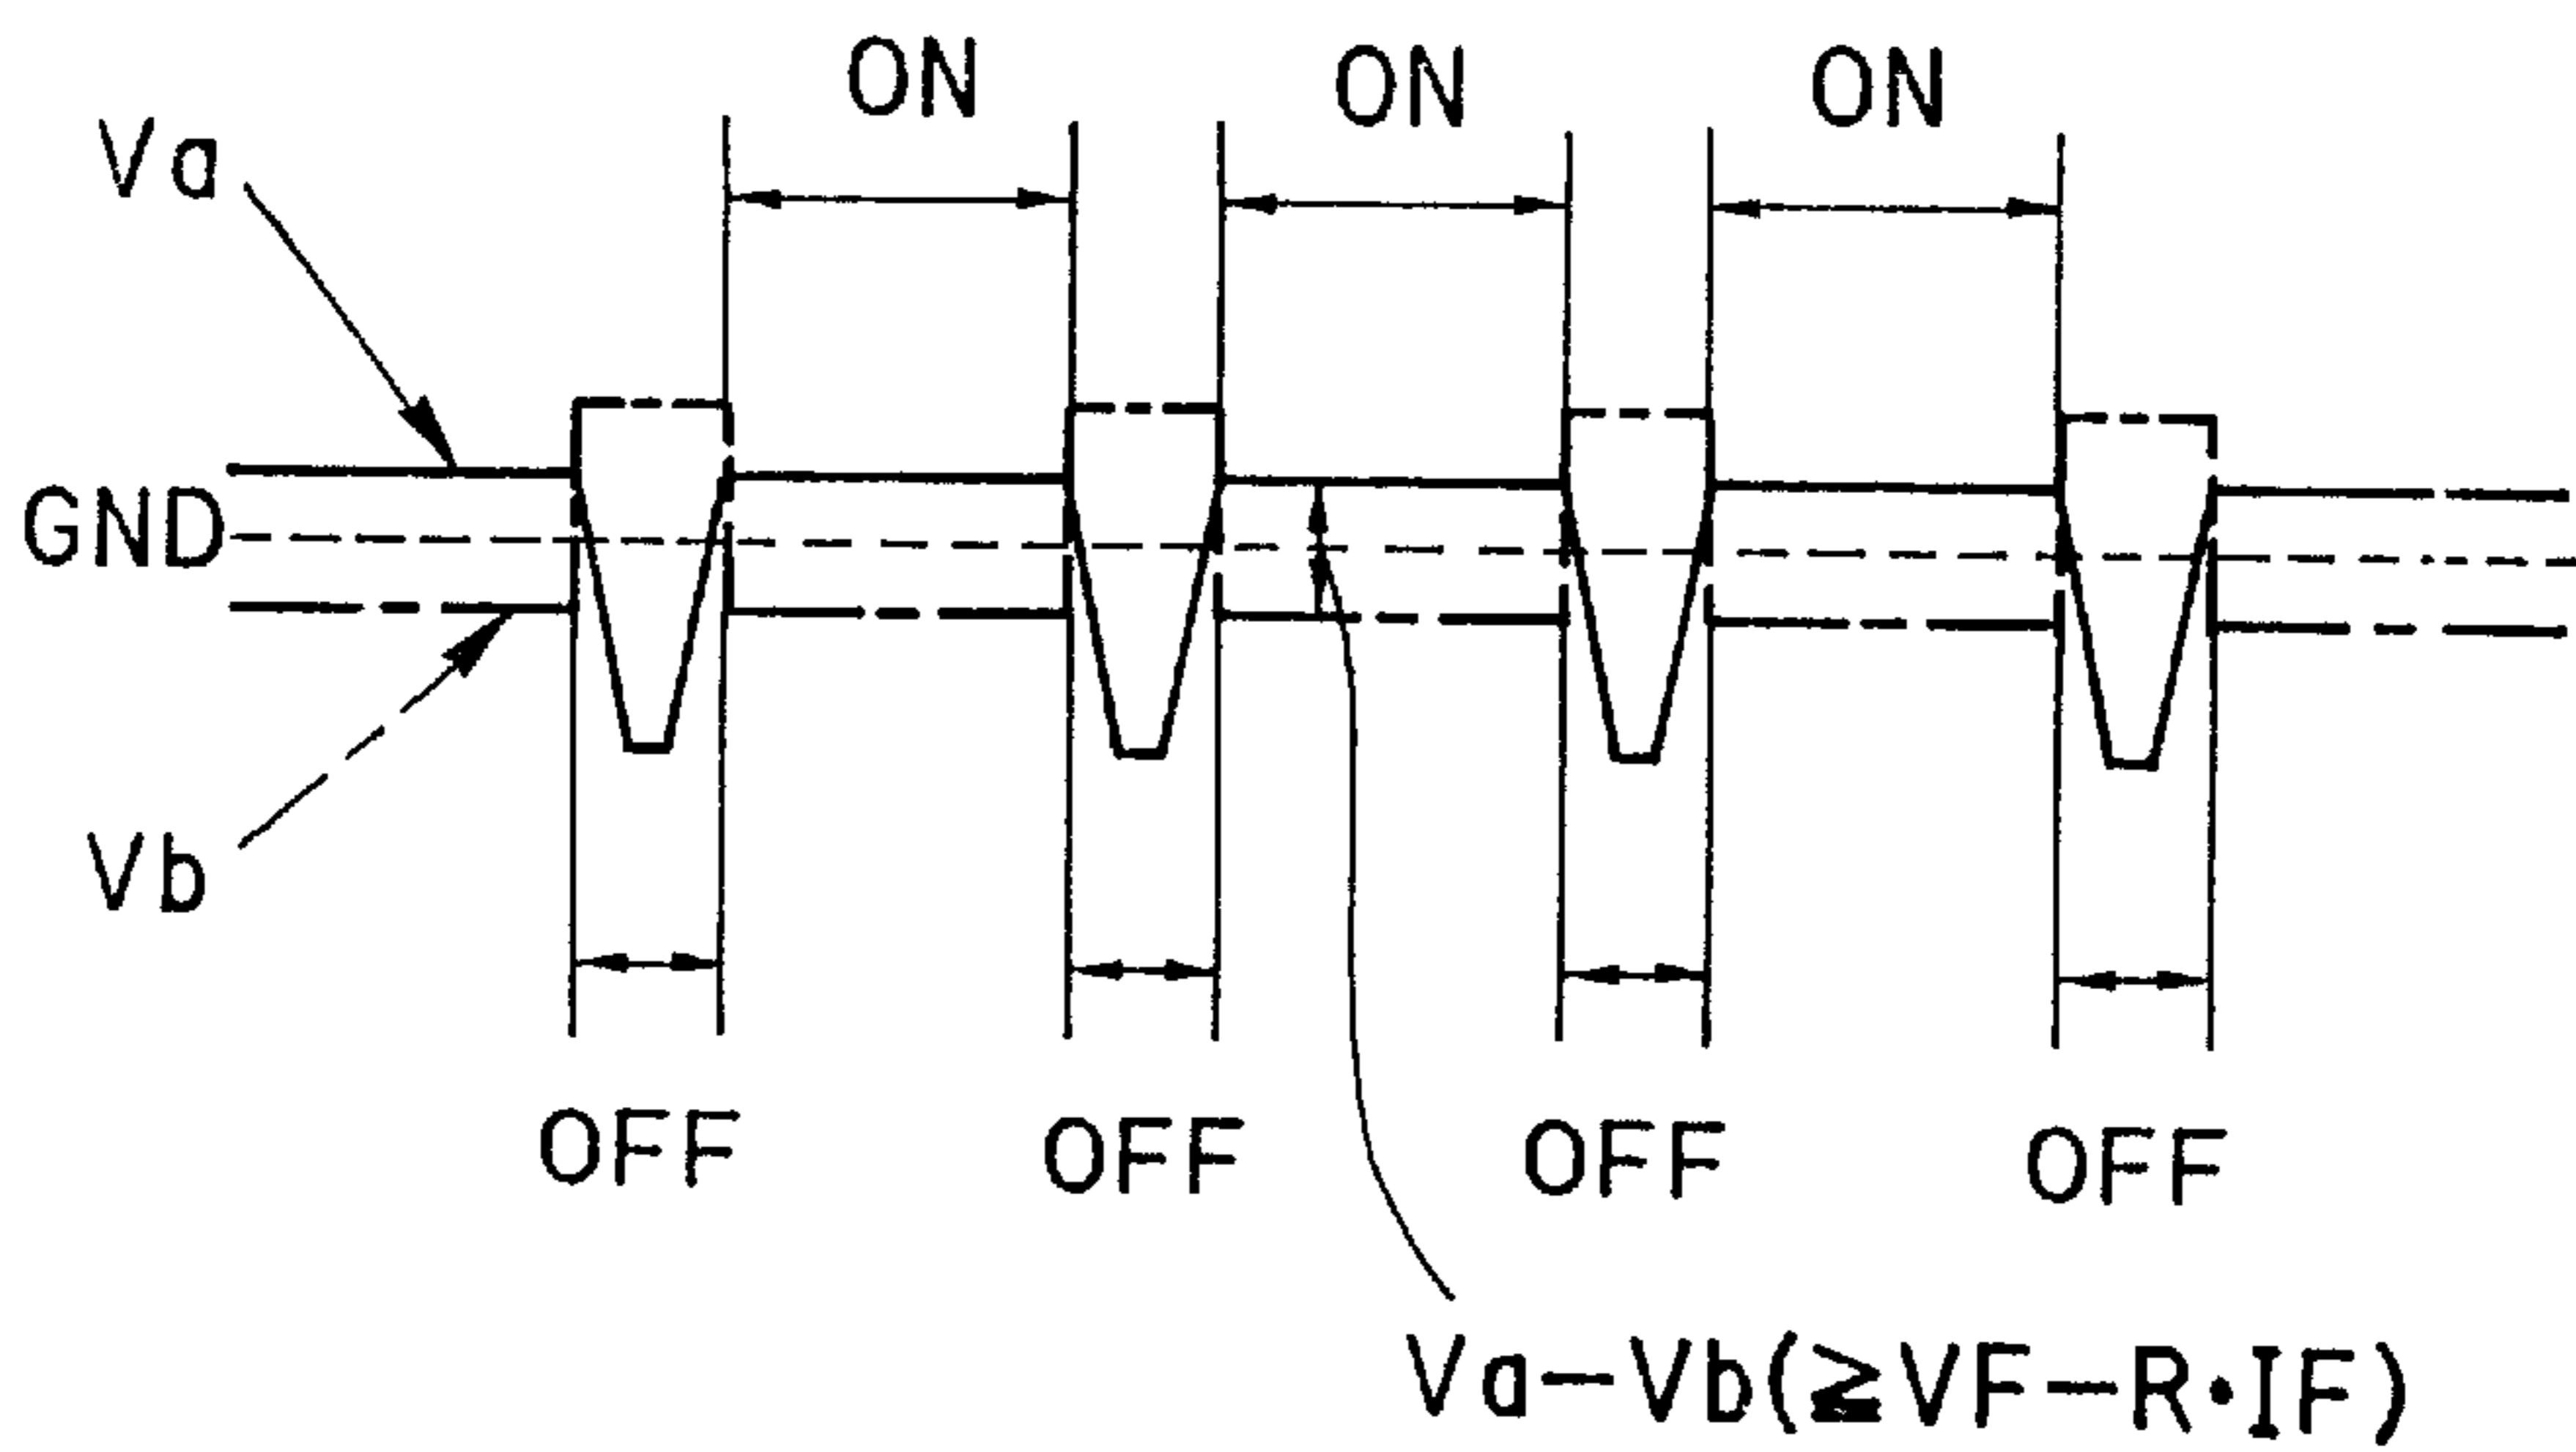 ON ON ON
Va
GND
Vb
OFF OFF OFF OFF
Va-Vb(≧VF-R·IF)